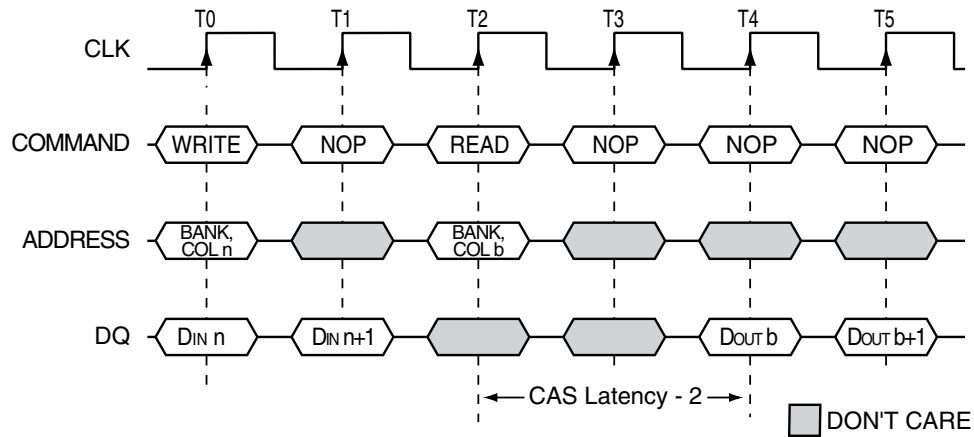 T0 T1 T2 T3 T4 T5
CLK
COMMAND WRITE NOP READ NOP NOP NOP
ADDRESS BANK, COL n BANK, COL b
DQ DIN n DIN n+1 DOUT b DOUT b+1
CAS Latency - 2
DON'T CARE